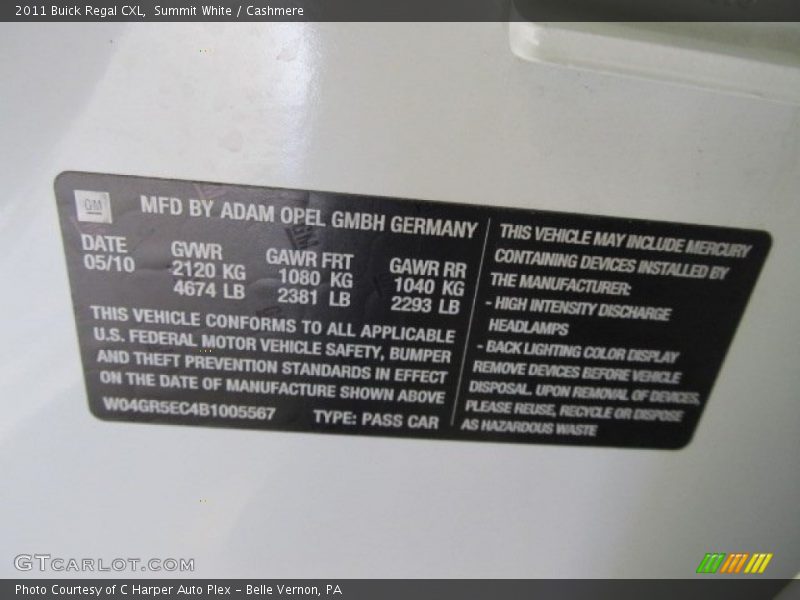 2011 Buick Regal CXL,  Summit White / Cashmere
GM
MFD BY ADAM OPEL GMBH GERMANY
DATE
05/10
GVWR
2120 KG
4674 LB
GAWR FRT
1080 KG
2381 LB
GAWR RR
1040 KG
2293 LB
THIS VEHICLE CONFORMS TO ALL APPLICABLE
U.S. FEDERAL MOTOR VEHICLE SAFETY, BUMPER
AND THEFT PREVENTION STANDARDS IN EFFECT
ON THE DATE OF MANUFACTURE SHOWN ABOVE
W04GR5EC4B1005567
TYPE: PASS CAR
THIS VEHICLE MAY INCLUDE MERCURY
CONTAINING DEVICES INSTALLED BY
THE MANUFACTURER:
- HIGH INTENSITY DISCHARGE
HEADLAMPS
- BACK LIGHTING COLOR DISPLAY
REMOVE DEVICES BEFORE VEHICLE
DISPOSAL. UPON REMOVAL OF DEVICES,
PLEASE REUSE, RECYCLE OR DISPOSE
AS HAZARDOUS WASTE
GTCARLOT.COM
Photo Courtesy of C Harper Auto Plex - Belle Vernon, PA